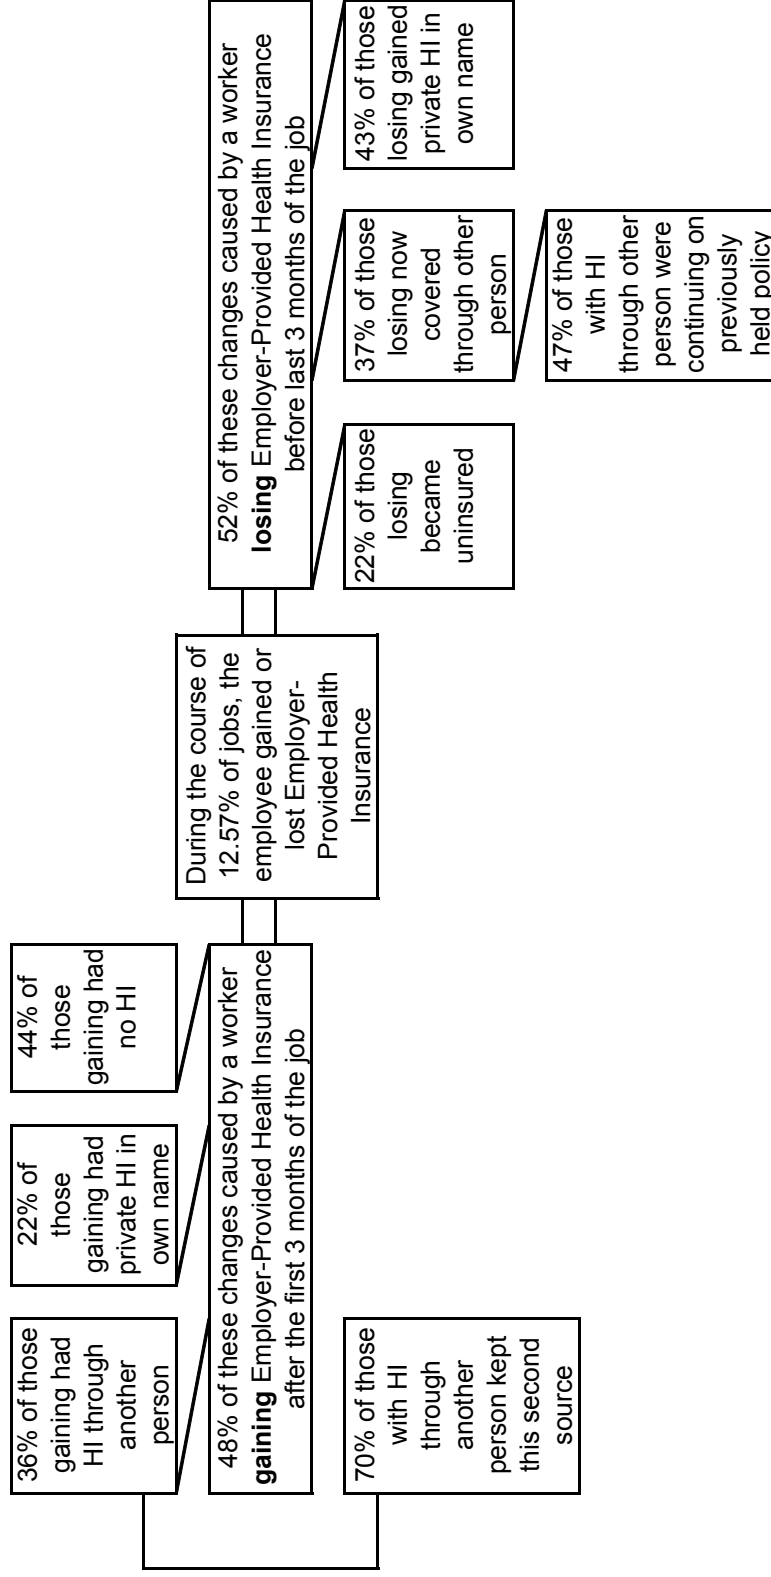 36% of those
gaining had
HI through
another
person
22% of
those
gaining had
private HI in
own name
44% of
those
gaining had
no HI
48% of these changes caused by a worker
gaining Employer-Provided Health Insurance
after the first 3 months of the job
70% of those
with HI
through
another
person kept
this second
source
During the course of
12.57% of jobs, the
employee gained or
lost Employer-
Provided Health
Insurance
52% of these changes caused by a worker
losing Employer-Provided Health Insurance
before last 3 months of the job
22% of those
losing
became
uninsured
37% of those
losing now
covered
through other
person
43% of those
losing gained
private HI in
own name
47% of those
with HI
through other
person were
continuing on
previously
held policy